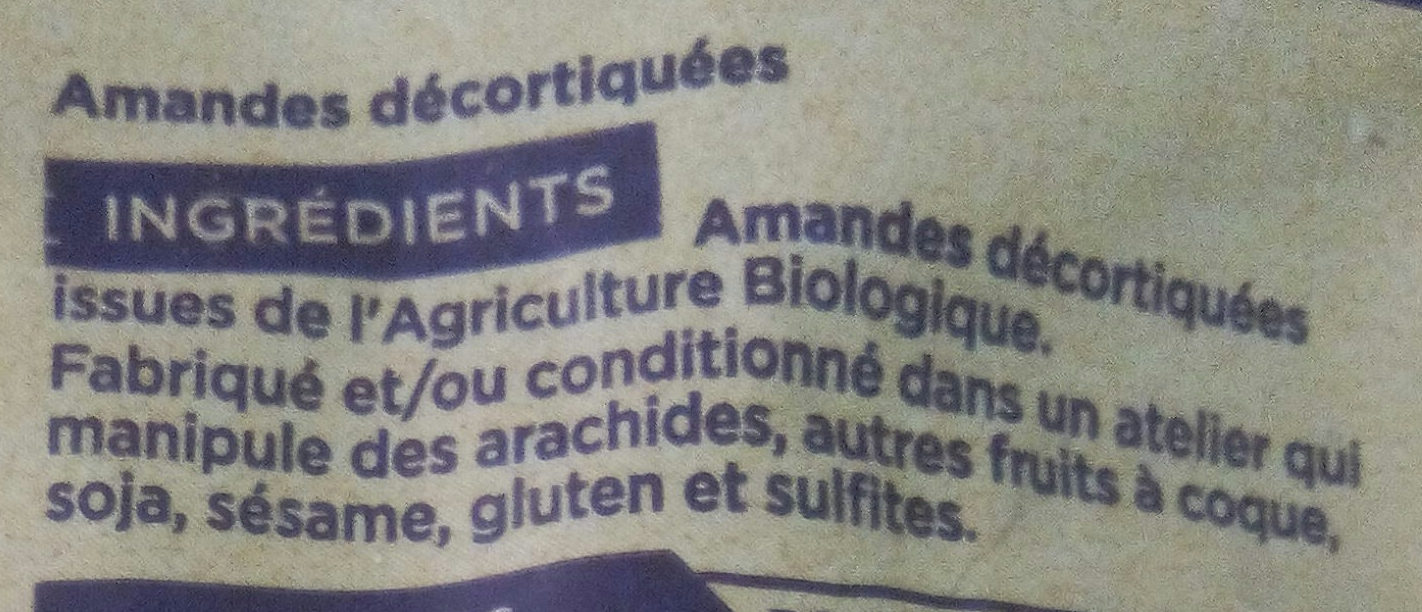 Amandes décortiquées
INGRÉDIENTS Amandes décortiquées
issues de l'Agriculture Biologique.
Fabriqué et/ou conditionné dans un atelier qui
manipule des arachides, autres fruits à coque,
soja, sésame, gluten et sulfites.